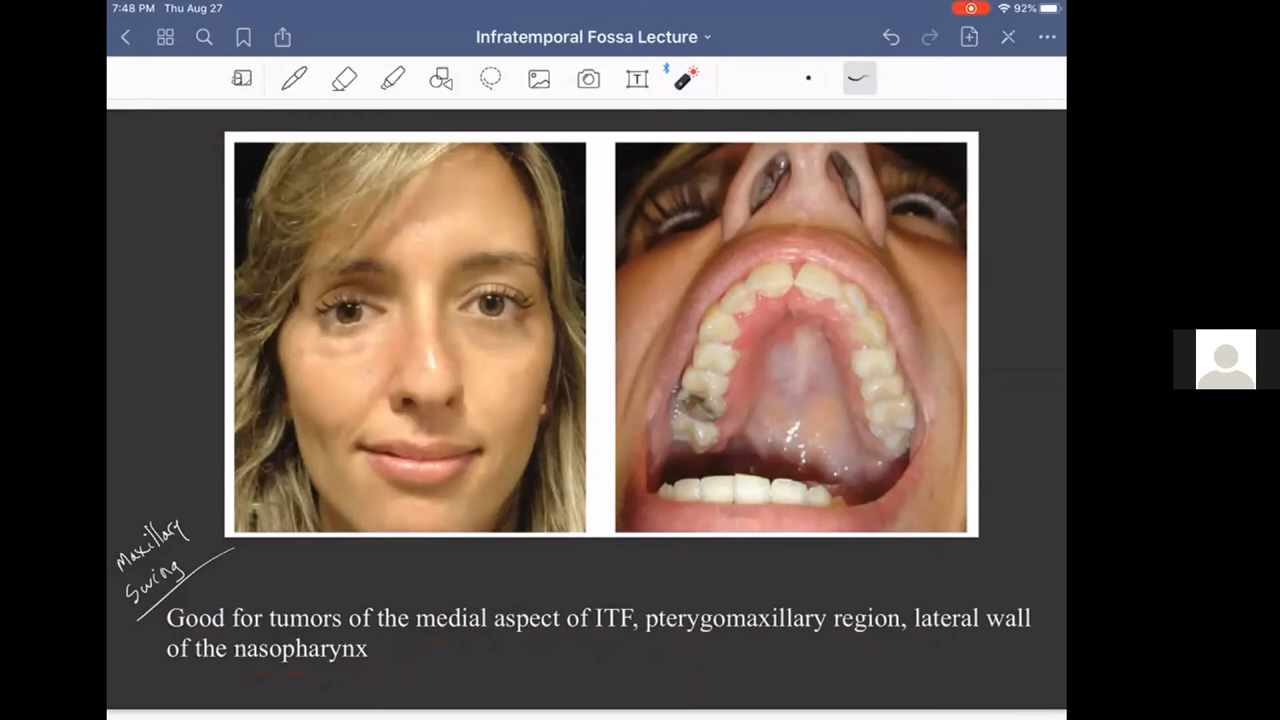 7:48 PM Thu Aug 27
92%
Infratemporal Fossa Lecture
T
Maxillary
Swing
Good for tumors of the medial aspect of ITF, pterygomaxillary region, lateral wall
of the nasopharynx